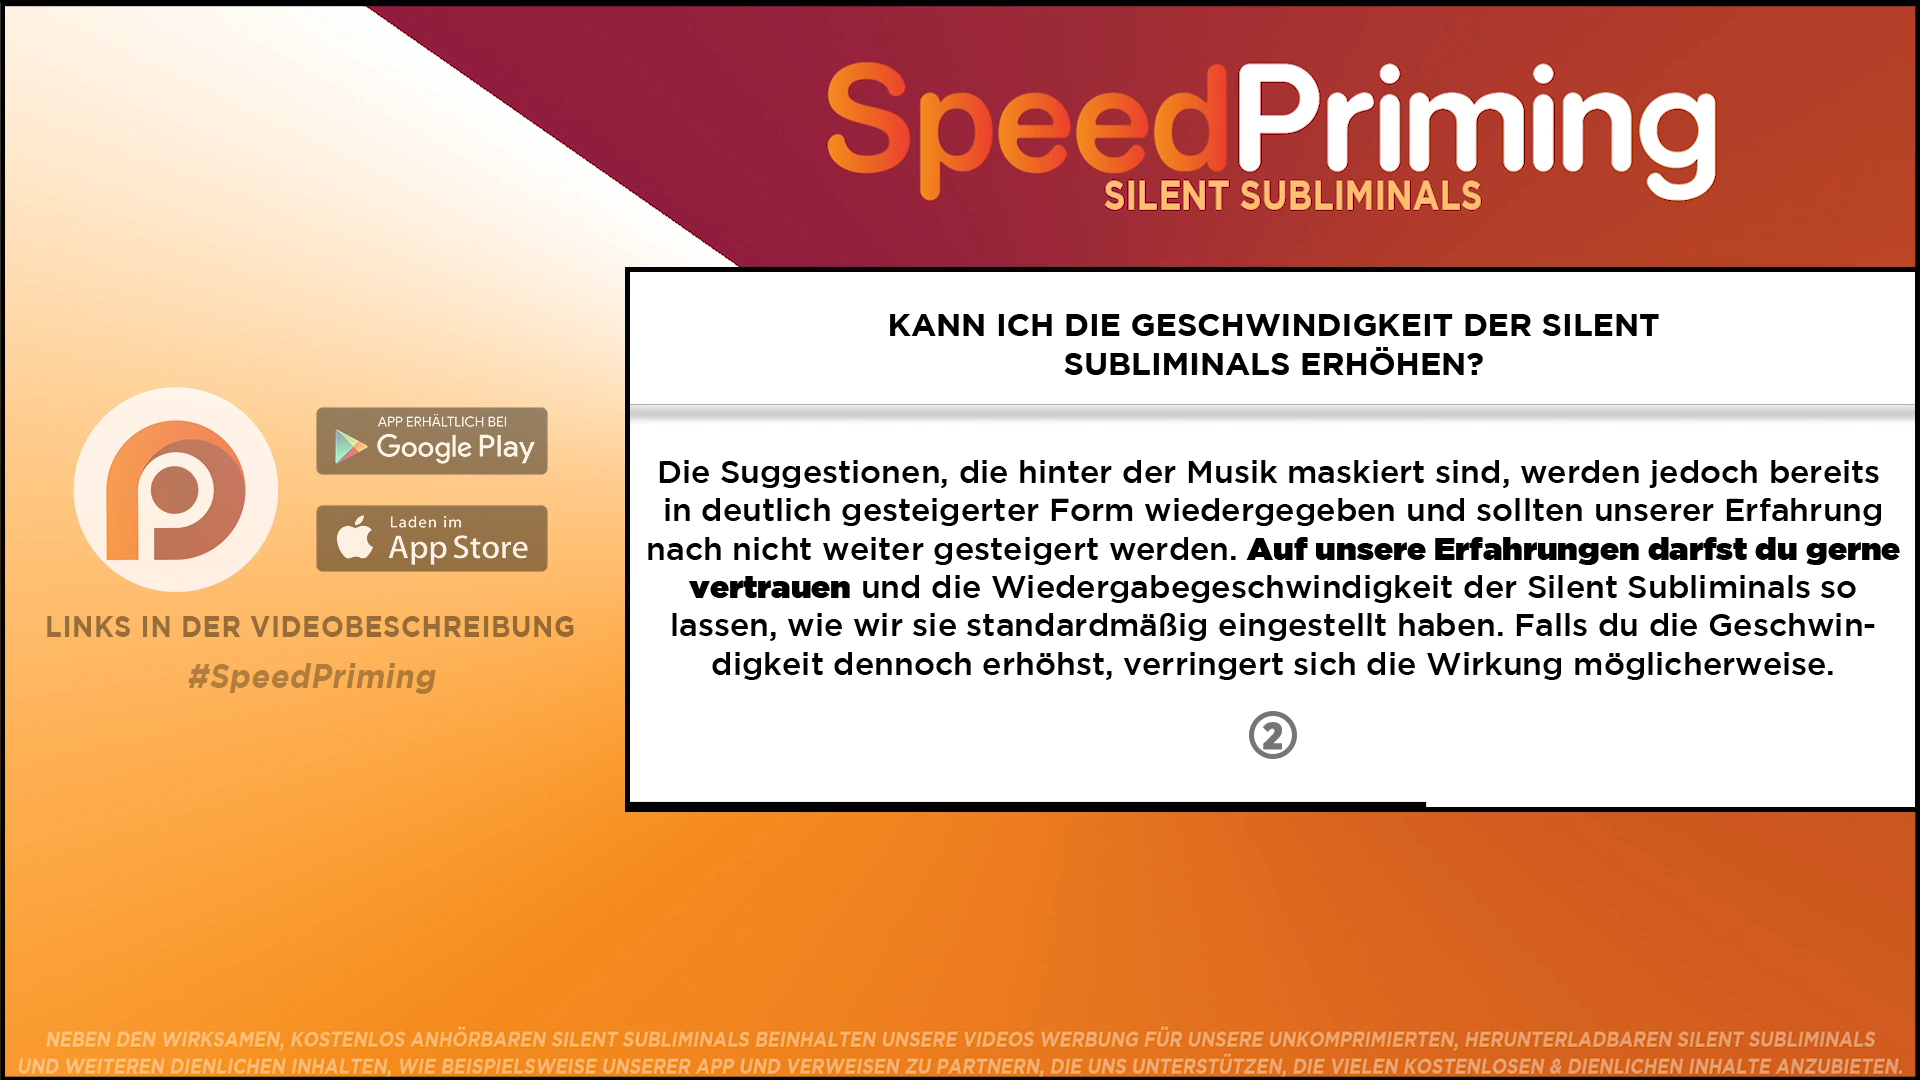 SpeedPriming
SILENT SUBLIMINALS
KANN ICH DIE GESCHWINDIGKEIT DER SILENT
SUBLIMINALS ERHÖHEN?
Die Suggestionen, die hinter der Musik maskiert sind, werden jedoch bereits
in deutlich gesteigerter Form wiedergegeben und sollten unserer Erfahrung
nach nicht weiter gesteigert werden. Auf unsere Erfahrungen darfst du gerne
vertrauen und die Wiedergabegeschwindigkeit der Silent Subliminals so
lassen, wie wir sie standardmäßig eingestellt haben. Falls du die Geschwin-
digkeit dennoch erhöhst, verringert sich die Wirkung möglicherweise.
2
APP ERHÄLTLICH BEI
Google Play
Laden im
App Store
LINKS IN DER VIDEOBESCHREIBUNG
#SpeedPriming
NEBEN DEN WIRKSAMEN, KOSTENLOS ANHÖRBAREN SILENT SUBLIMINALS BEINHALTEN UNSERE VIDEOS WERBUNG FÜR UNSERE UNKOMPRIMIERTEN, HERUNTERLADBAREN SILENT SUBLIMINALS
UND WEITEREN DIENLICHEN INHALTEN, WIE BEISPIELSWEISE UNSERER APP UND VERWEISEN ZU PARTNERN, DIE UNS UNTERSTÜTZEN, DIE VIELEN KOSTENLOSEN & DIENLICHEN INHALTE ANZUBIETEN.